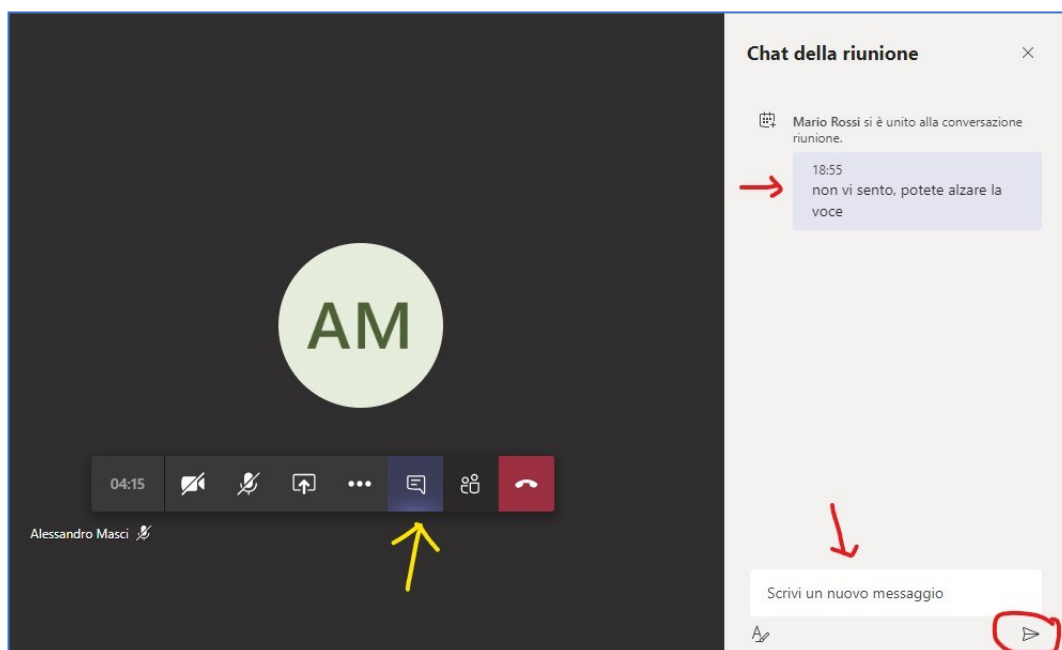 Chat della riunione
Mario Rossi si è unito alla conversazione
riunione.
18:55
non vi sento, potete alzare la
voce
AM
04:15
Alessandro Masci
Scrivi un nuovo messaggio